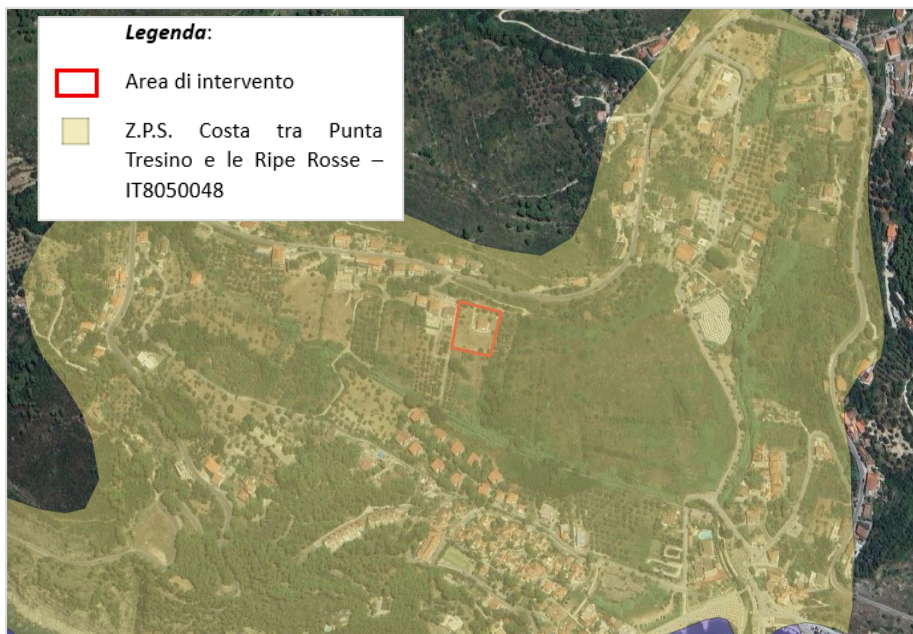 Legenda:
Area di intervento
Z.P.S. Costa tra Punta
Tresino e le Ripe Rosse –
IT8050048